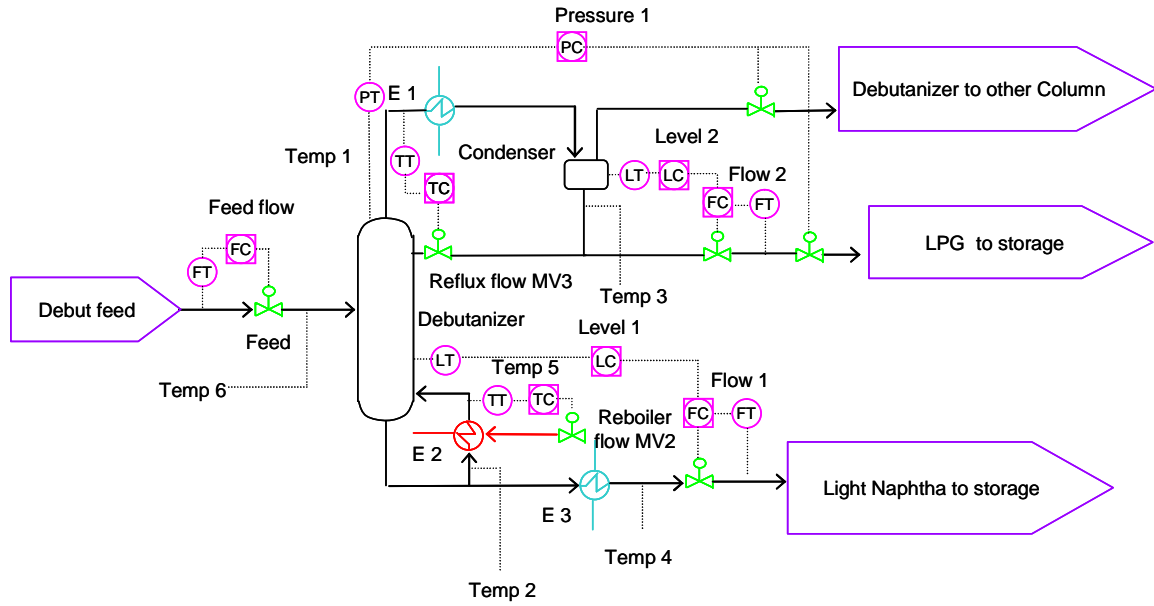 Pressure 1
PC
Debutanizer to other Column
PT
E 1
Temp 1
TT
Condenser
Level 2
TC
LT
LC
Flow 2
FC
FT
Feed flow
FC
FT
LPG to storage
Reflux flow MV3
Temp 3
Debut feed
Feed
Debutanizer
Level 1
LT
LC
Temp 6
Temp 5
Flow 1
TT
TC
FC
FT
Reboiler
flow MV2
E 2
Light Naphtha to storage
E 3
Temp 4
Temp 2